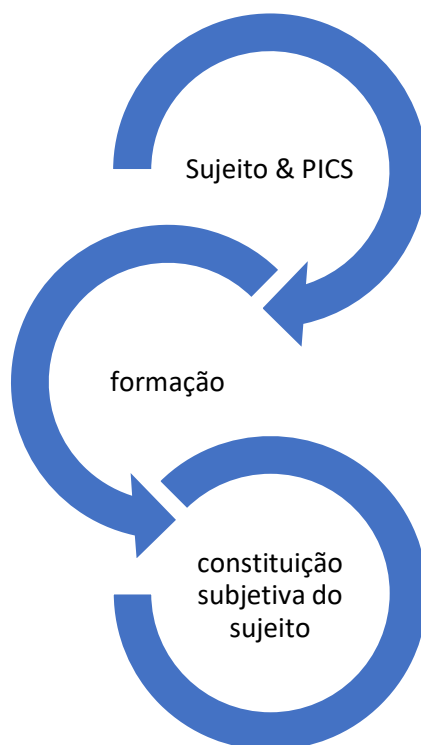 Sujeito & PICS
formação
constituição
subjetiva do
sujeito